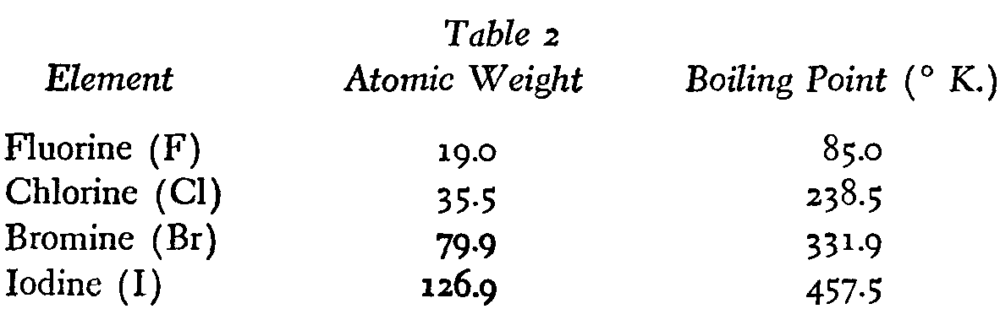 Table 2
Element Atomic Weight Boiling Point (° K.)
Fluorine (F) 19.0 85.0
Chlorine (Cl) 35.5 238.5
Bromine (Br) 79.9 331.9
Iodine (I) 126.9 457.5